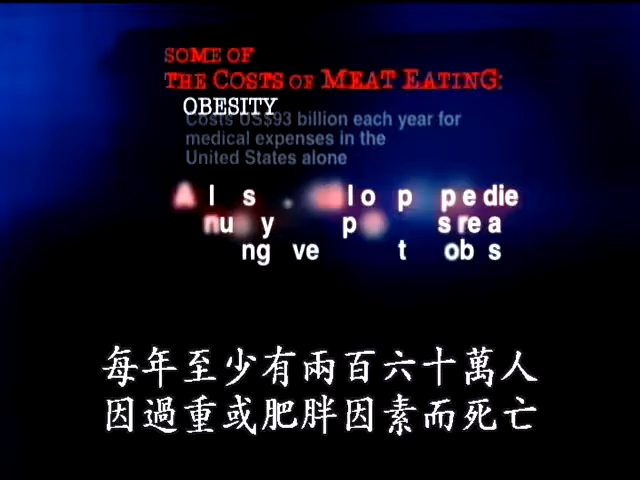 SOME OF
THE COSTS OF MEAT EATING:
OBESITY
Costs US$93 billion each year for
medical expenses in the
United States alone
每年至少有兩百六十萬人
因過重或肥胖因素而死亡